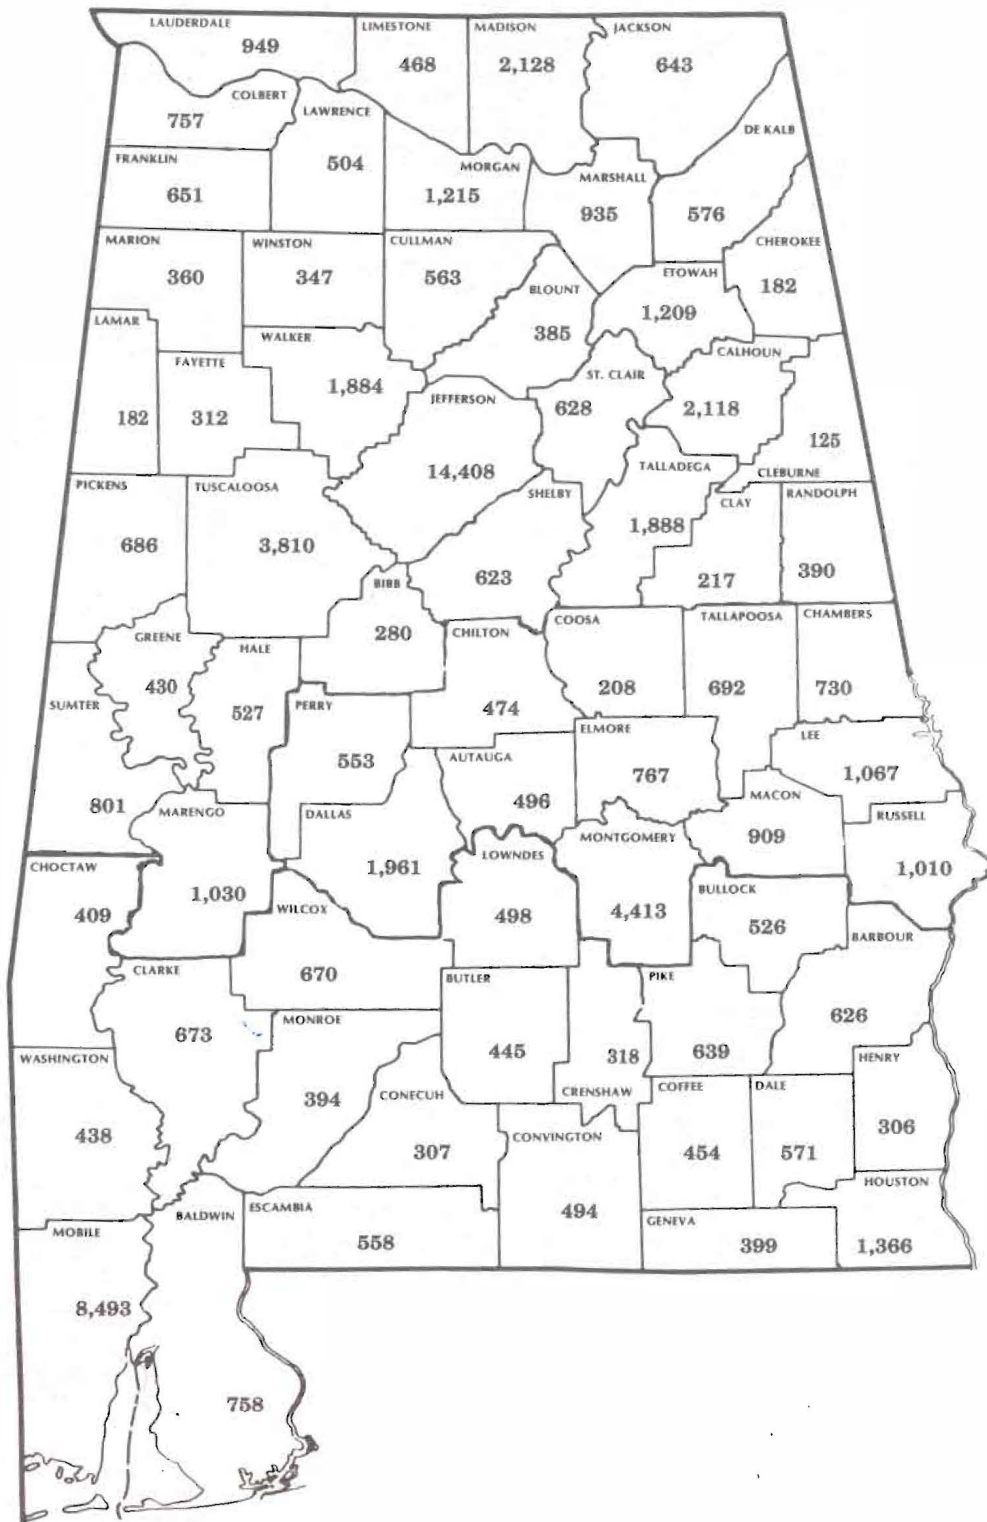 LAUDERDALE
949
LIMESTONE
468
MADISON
2,128
JACKSON
643
COLBERT
757
LAWRENCE
504
DE KALB
576
FRANKLIN
651
MORGAN
1,215
MARSHALL
935
CHEROKEE
182
MARION
360
WINSTON
347
CULLMAN
563
BLOUNT
385
ETOWAH
1,209
LAMAR
182
FAYETTE
312
WALKER
1,884
JEFFERSON
14,408
ST. CLAIR
628
CALHOUN
2,118
CLEBURNE
125
PICKENS
686
TUSCALOOSA
3,810
SHELBY
623
TALLADEGA
1,888
CLAY
217
RANDOLPH
390
BIBB
280
GREENE
430
HALE
527
CHILTON
474
COOSA
208
TALLAPOOSA
692
CHAMBERS
730
SUMTER
801
PERRY
553
AUTAUGA
496
ELMORE
767
LEE
1,067
MARENGO
1,030
DALLAS
1,961
LOWNDES
498
MONTGOMERY
4,413
MACON
909
RUSSELL
1,010
CHOCTAW
409
WILCOX
670
BULLOCK
526
BARBOUR
626
CLARKE
673
BUTLER
445
PIKE
639
MONROE
394
CRENSHAW
318
WASHINGTON
438
CONECUH
307
CONVINGTON
494
COFFEE
454
DALE
571
HENRY
306
HOUSTON
1,366
MOBILE
8,493
BALDWIN
758
ESCAMBIA
558
GENEVA
399